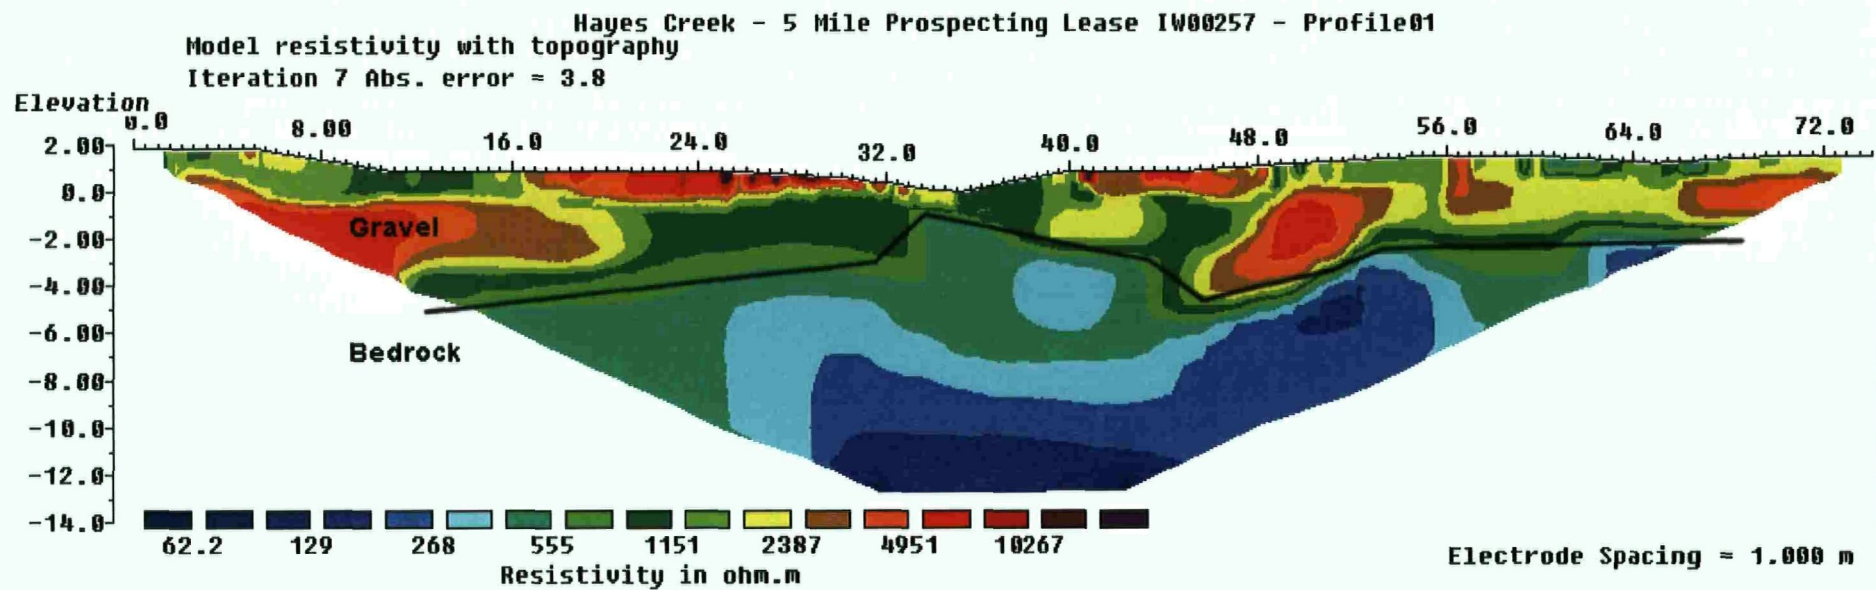 Hayes Creek - 5 Mile Prospecting Lease IW00257 - Profile01
Model resistivity with topography
Iteration 7 Abs. error = 3.8
Elevation
0.0 8.00 16.0 24.0 32.0 40.0 48.0 56.0 64.0 72.0
2.00
0.0
-2.00
-4.00
-6.00
-8.00
-10.0
-12.0
-14.0
Gravel
Bedrock
62.2 129 268 555 1151 2387 4951 10267
Resistivity in ohm.m
Electrode Spacing = 1.000 m